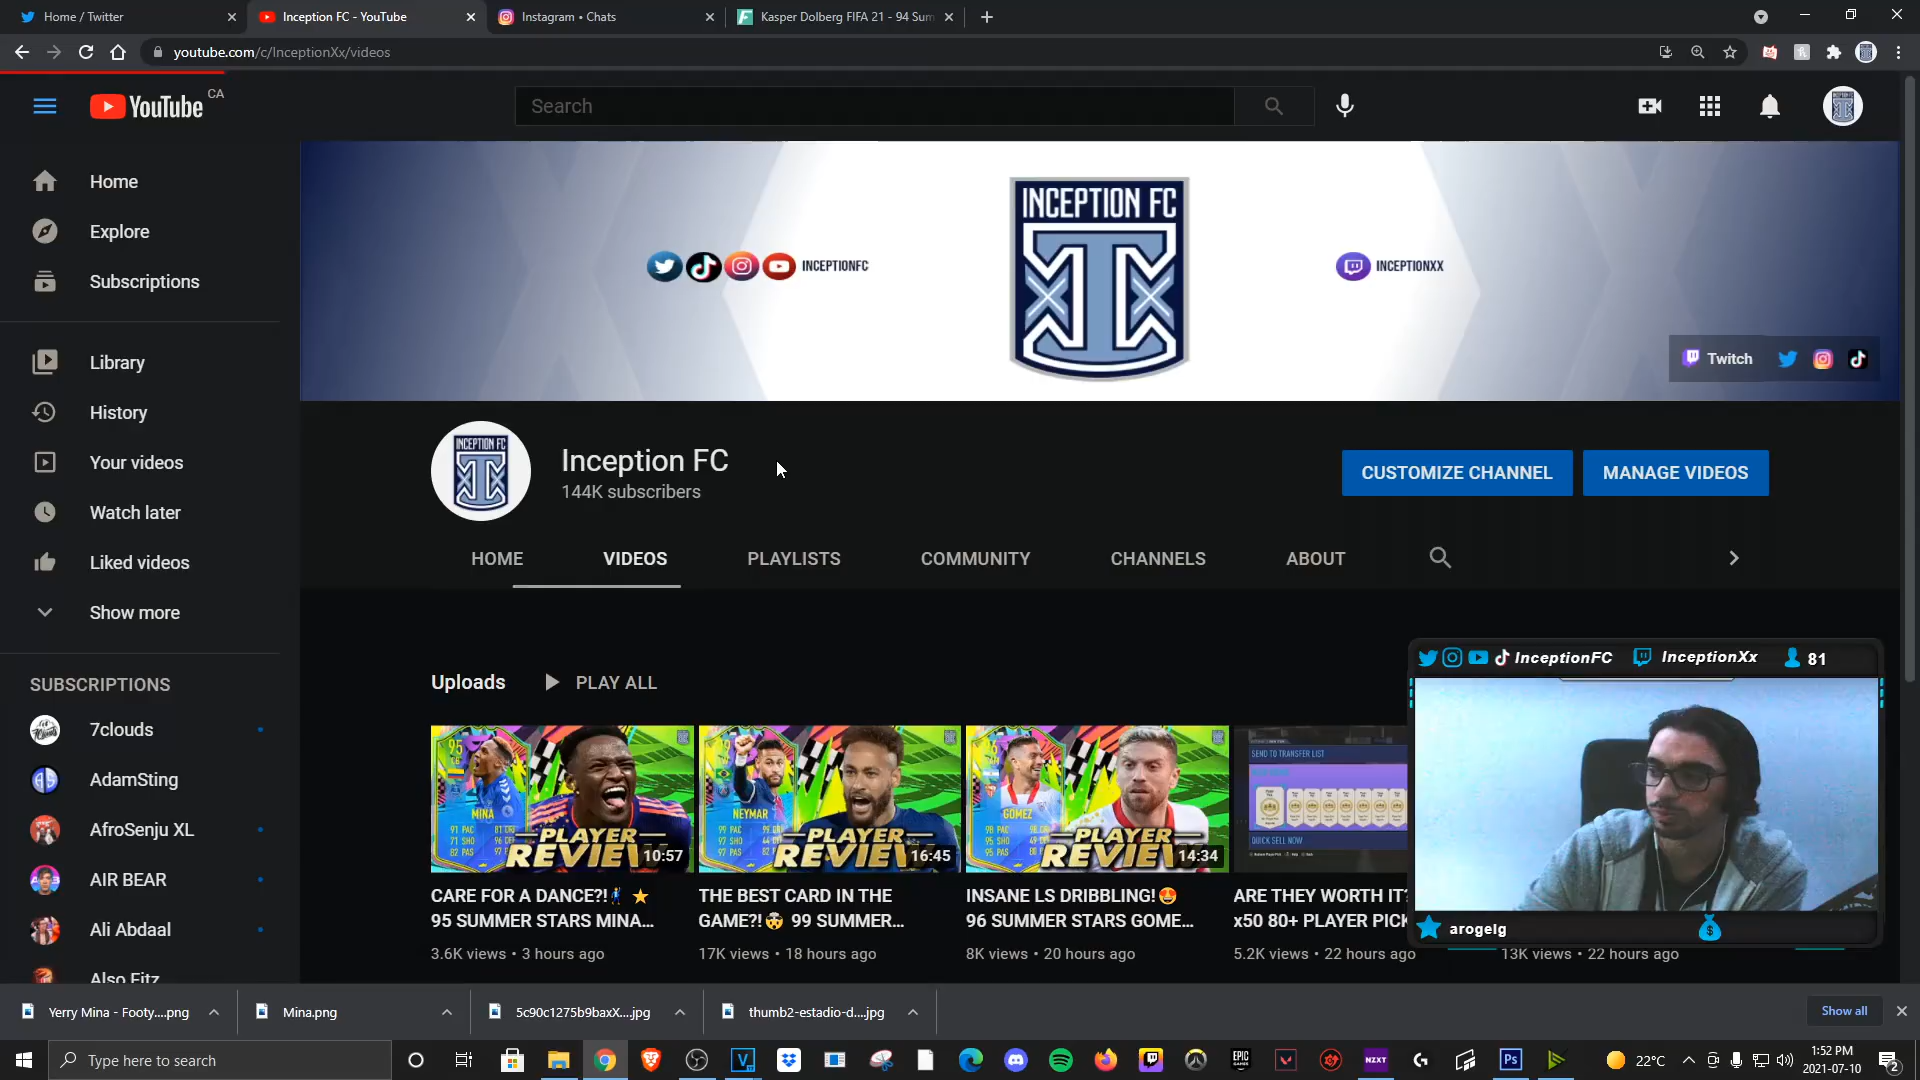 Home / Twitter
Inception FC - YouTube
Instagram • Chats
Kasper Dolberg FIFA 21 - 94 Sum
youtube.com/c/InceptionXx/videos
YouTube CA
Search
Home
Explore
Subscriptions
Library
History
Your videos
Watch later
Liked videos
Show more
SUBSCRIPTIONS
7clouds
AdamSting
AfroSenju XL
AIR BEAR
Ali Abdaal
Also Fitz
INCEPTIONFC
INCEPTION FC
INCEPTIONXX
Twitch
Inception FC
144K subscribers
CUSTOMIZE CHANNEL
MANAGE VIDEOS
HOME VIDEOS PLAYLISTS COMMUNITY CHANNELS ABOUT
Uploads PLAY ALL
95
MINA
PLAYER
REVIEW
10:57
NEYMAR
PLAYER
REVIEW
16:45
GOMEZ
PLAYER
REVIEW
14:34
SEND TO TRANSFER LIST
QUICK SELL NOW
CARE FOR A DANCE?!🕺⭐
95 SUMMER STARS MINA...
3.6K views • 3 hours ago
THE BEST CARD IN THE
GAME?!🤯 99 SUMMER...
17K views • 18 hours ago
INSANE LS DRIBBLING!🤩
96 SUMMER STARS GOME...
8K views • 20 hours ago
ARE THEY WORTH IT?
x50 80+ PLAYER PICK
5.2K views • 22 hours ago
13K views • 22 hours ago
InceptionFC
InceptionXx
81
arogelg
Yerry Mina - Footy....png
Mina.png
5c90c1275b9baxX....jpg
thumb2-estadio-d....jpg
Show all
Type here to search
22°C
1:52 PM
2021-07-10
2